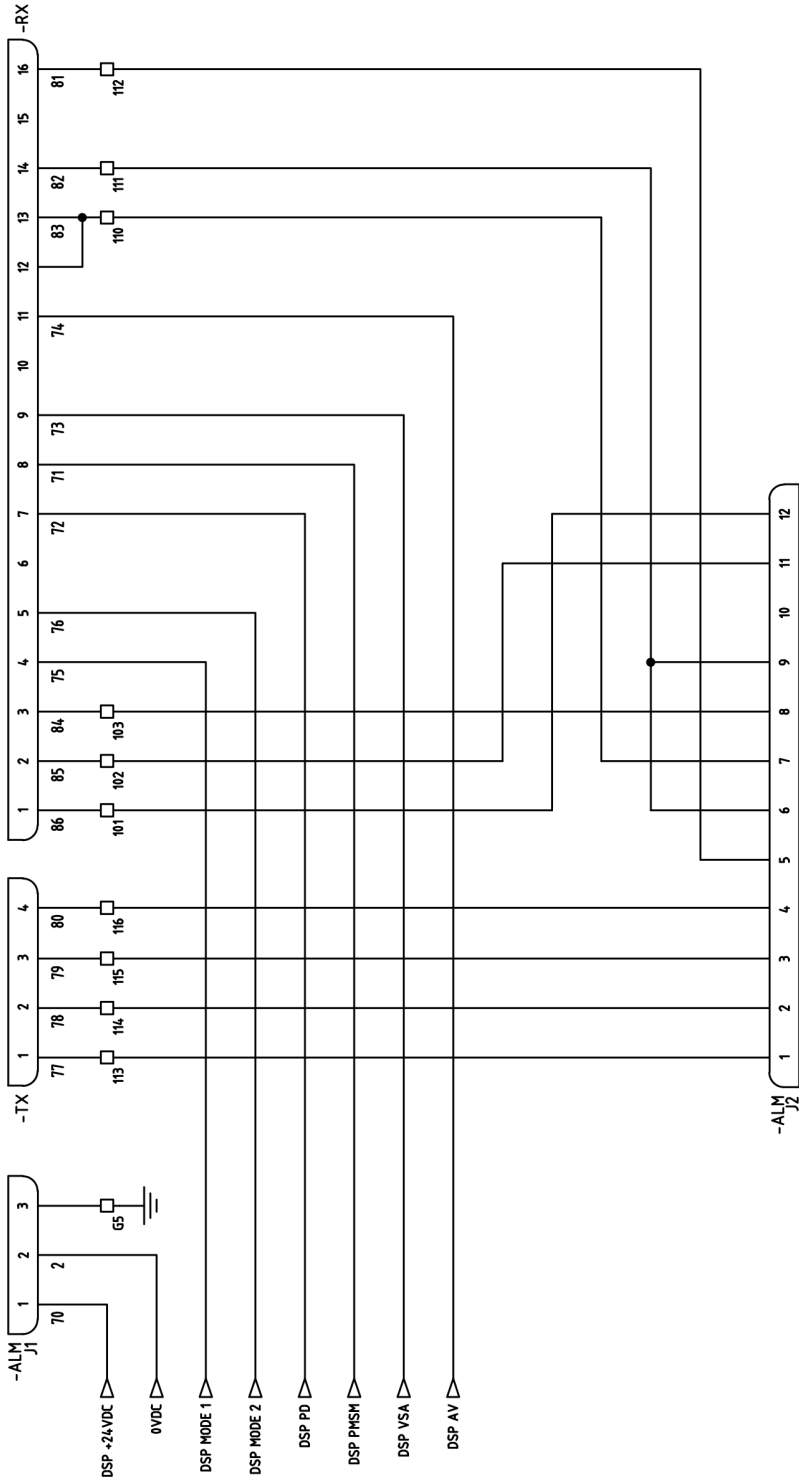 -ALM
J1
1 2 3
-TX
1 2 3 4
1 2 3 4 5 6 7 8 9 10 11 12 13 14 15 16
-RX
70 2 77 78 79 80 86 85 84 75 76 72 71 73 74 83 82 81
DSP +24VDC
G5 113 114 115 116 101 102 103 110 111 112
0VDC
DSP MODE 1
DSP MODE 2
DSP PD
DSP PMSM
DSP VSA
DSP AV
-ALM
J2
1 2 3 4 5 6 7 8 9 10 11 12